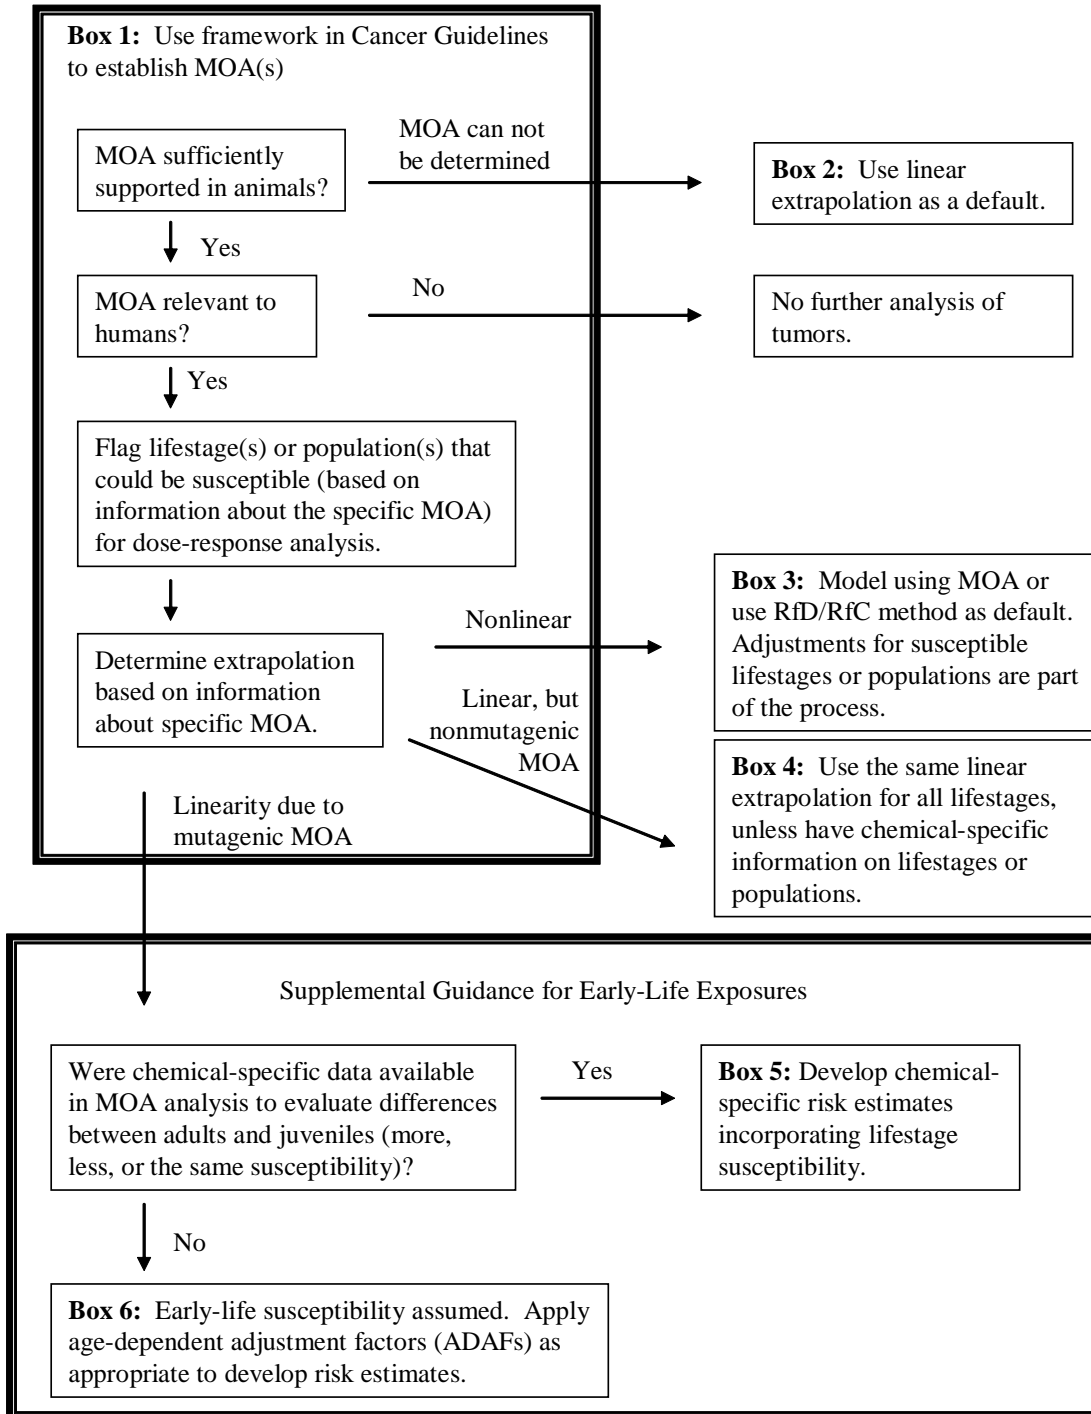 Box 1: Use framework in Cancer Guidelines
to establish MOA(s)
MOA sufficiently
supported in animals?
MOA can not
be determined
Box 2: Use linear
extrapolation as a default.
Yes
MOA relevant to
humans?
No
No further analysis of
tumors.
Yes
Flag lifestage(s) or population(s) that
could be susceptible (based on
information about the specific MOA)
for dose-response analysis.
Determine extrapolation
based on information
about specific MOA.
Nonlinear
Box 3: Model using MOA or
use RfD/RfC method as default.
Adjustments for susceptible
lifestages or populations are part
of the process.
Linear, but
nonmutagenic
MOA
Box 4: Use the same linear
extrapolation for all lifestages,
unless have chemical-specific
information on lifestages or
populations.
Linearity due to
mutagenic MOA
Supplemental Guidance for Early-Life Exposures
Were chemical-specific data available
in MOA analysis to evaluate differences
between adults and juveniles (more,
less, or the same susceptibility)?
Yes
Box 5: Develop chemical-
specific risk estimates
incorporating lifestage
susceptibility.
No
Box 6: Early-life susceptibility assumed. Apply
age-dependent adjustment factors (ADAFs) as
appropriate to develop risk estimates.